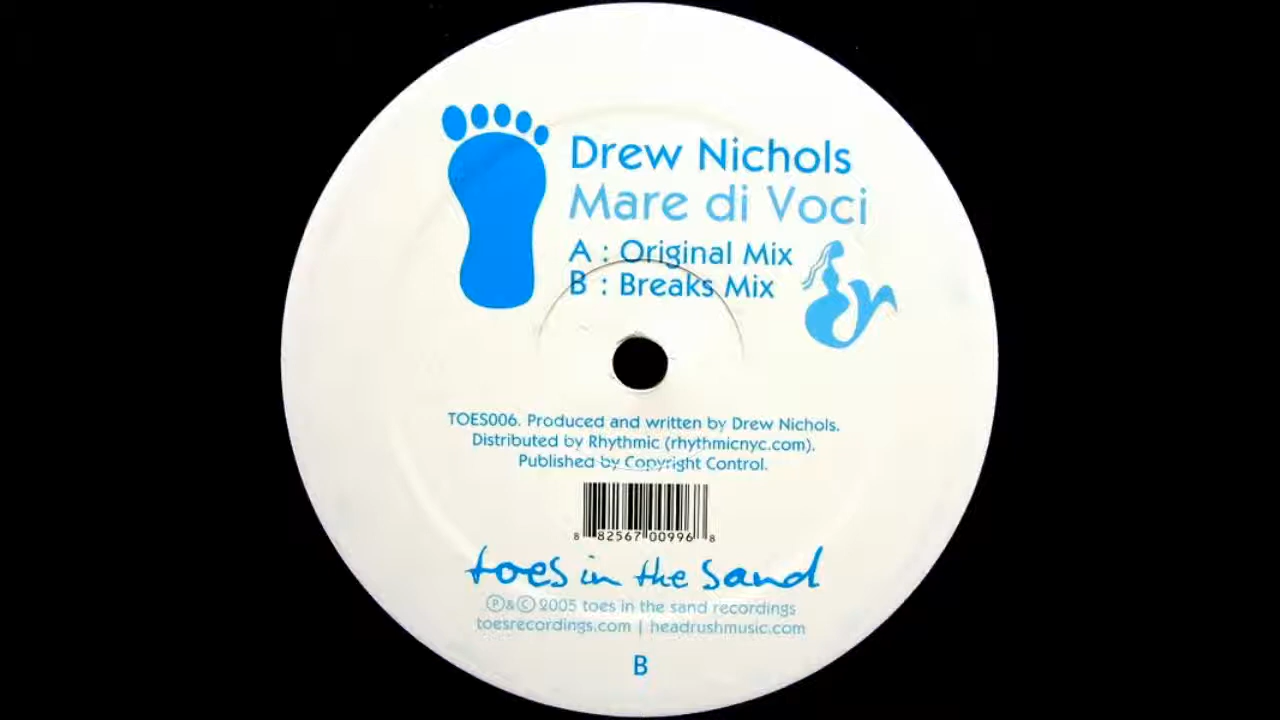 Drew Nichols
Mare di Voci
A : Original Mix
B : Breaks Mix
TOES006. Produced and written by Drew Nichols.
Distributed by Rhythmic (rhythmicnyc.com).
Published by Copyright Control.
8 82567 00996 8
toes in the sand
℗&© 2005 toes in the sand recordings
toesrecordings.com | headrushmusic.com
B